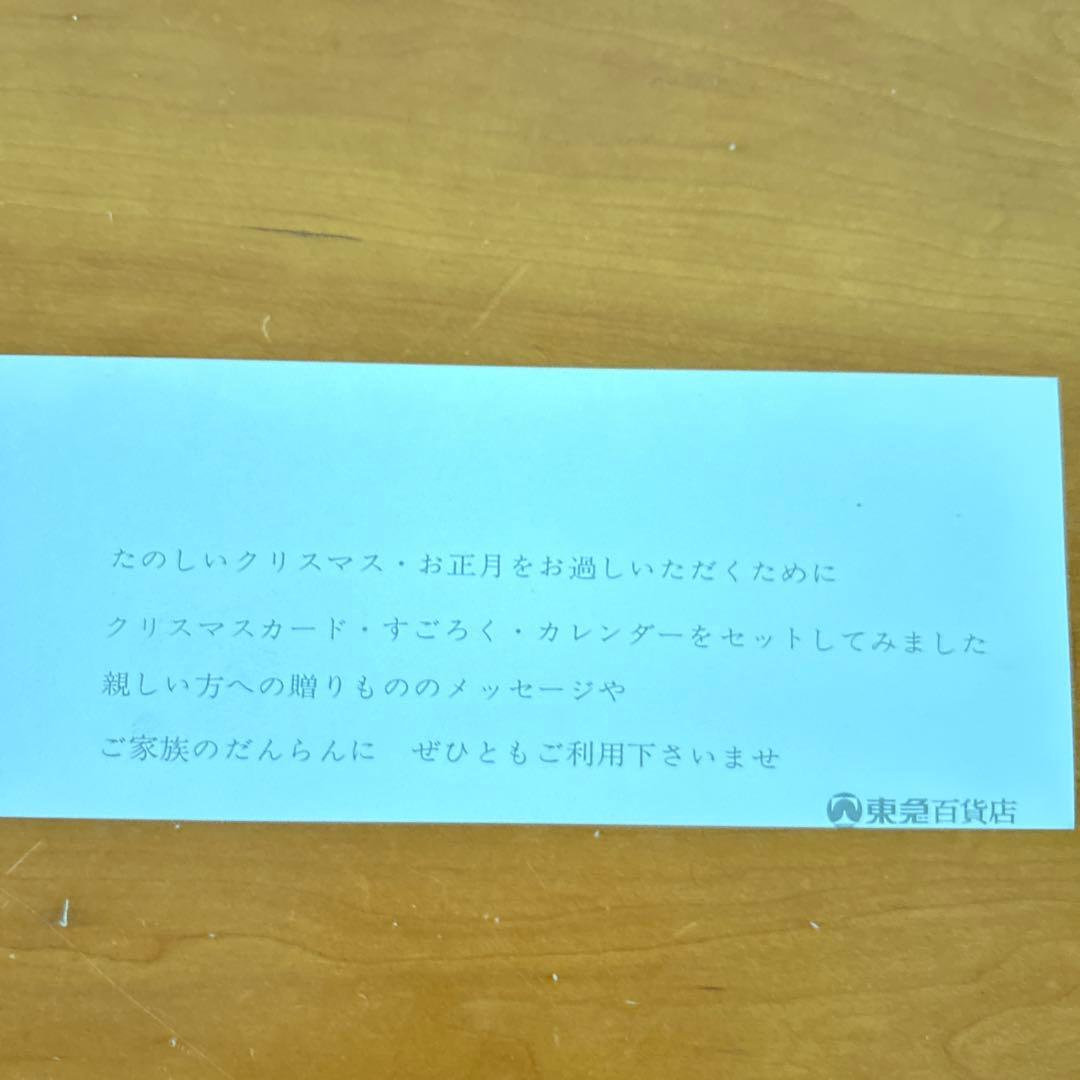 たのしいクリスマス・お正月をお過しいただくために
クリスマスカード・すごろく・カレンダーをセットしてみました
親しい方への贈りもののメッセージや
ご家族のだんらんに　ぜひともご利用下さいませ
東急百貨店